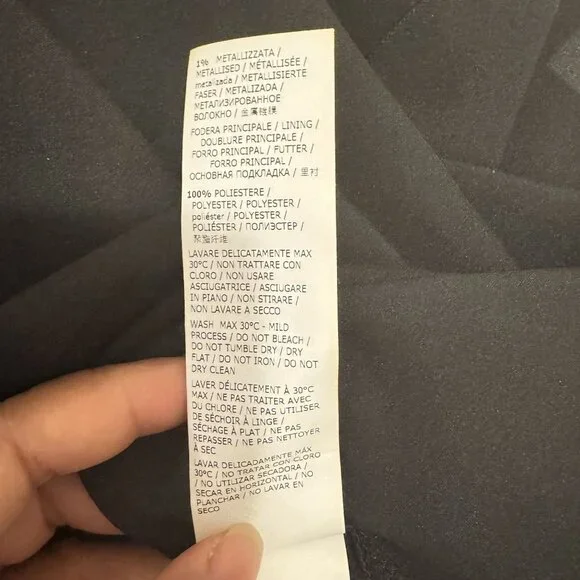 1% METALLIZZATA /
METALLISED / MÉTALLISÉE /
metalizada / METALLISIERTE
FASER / METALIZADA /
МЕТАЛИЗИРОВАННОЕ
ВОЛОКНО / 金属镀膜
FODERA PRINCIPALE / LINING /
DOUBLURE PRINCIPALE /
FORRO PRINCIPAL / FUTTER /
FORRO PRINCIPAL /
ОСНОВНАЯ ПОДКЛАДКА / 里衬
100% POLIESTERE /
POLYESTER / POLYESTER /
poliéster / POLYESTER /
POLIÉSTER / ПОЛИЭСТЕР /
聚酯纤维
LAVARE DELICATAMENTE MAX
30°C / NON TRATTARE CON
CLORO / NON USARE
ASCIUGATRICE / ASCIUGARE
IN PIANO / NON STIRARE /
NON LAVARE A SECCO
WASH MAX 30°C - MILD
PROCESS / DO NOT BLEACH /
DO NOT TUMBLE DRY / DRY
FLAT / DO NOT IRON / DO NOT
DRY CLEAN
LAVER DÉLICATEMENT À 30°C
MAX / NE PAS TRAITER AVEC
DU CHLORE / NE PAS UTILISER
DE SÉCHOIR À LINGE /
SÉCHAGE À PLAT / NE PAS
REPASSER / NE PAS NETTOYER
À SEC
LAVAR DELICADAMENTE MÁX
30°C / NO TRATAR CON CLORO
/ NO UTILIZAR SECADORA /
SECAR EN HORIZONTAL / NO
PLANCHAR / NO LAVAR EN
SECO